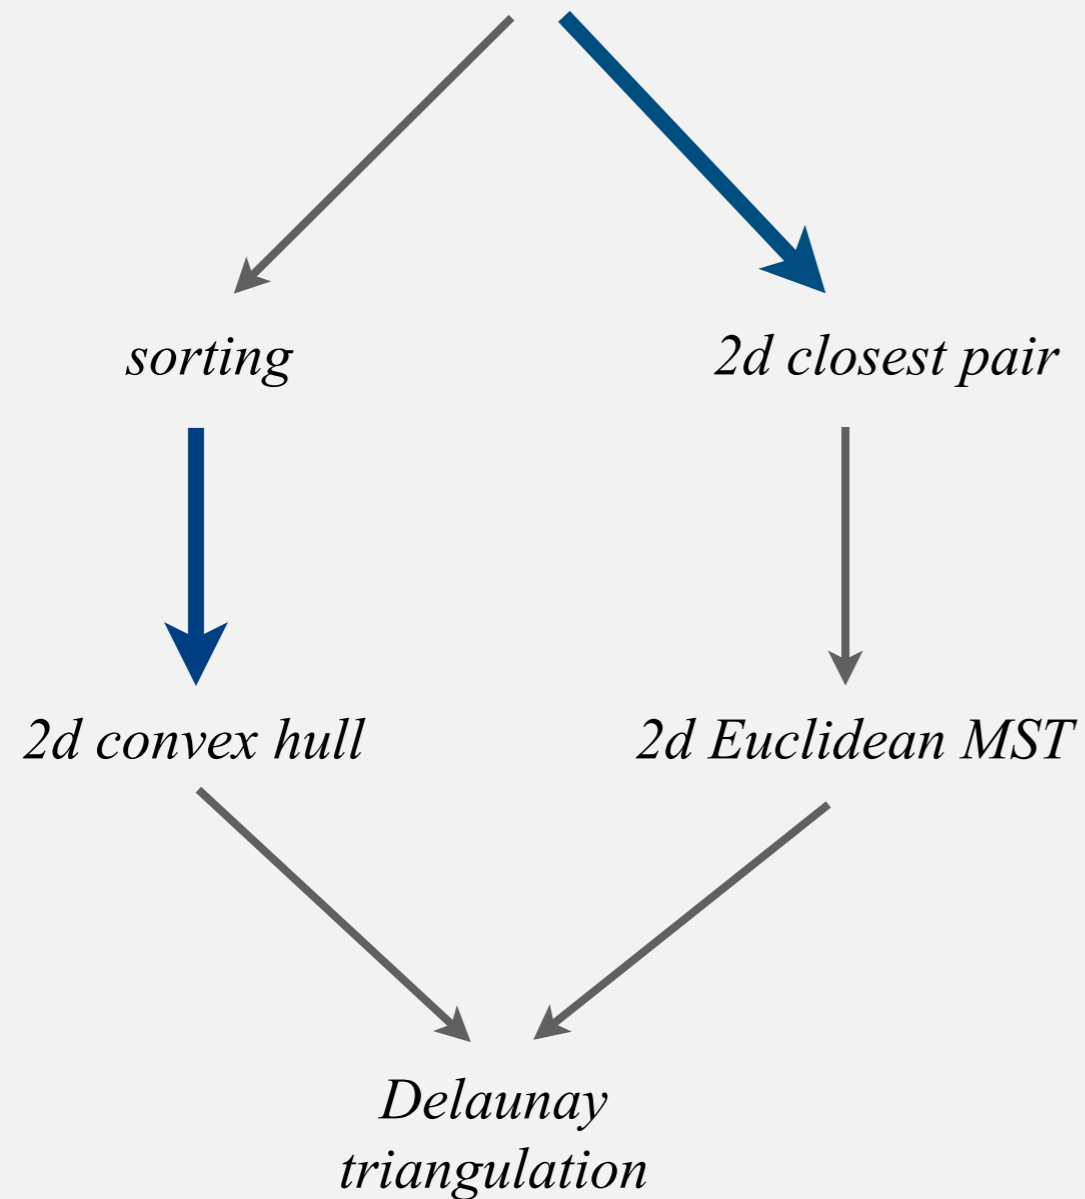 sorting
2d closest pair
2d convex hull
2d Euclidean MST
Delaunay
triangulation